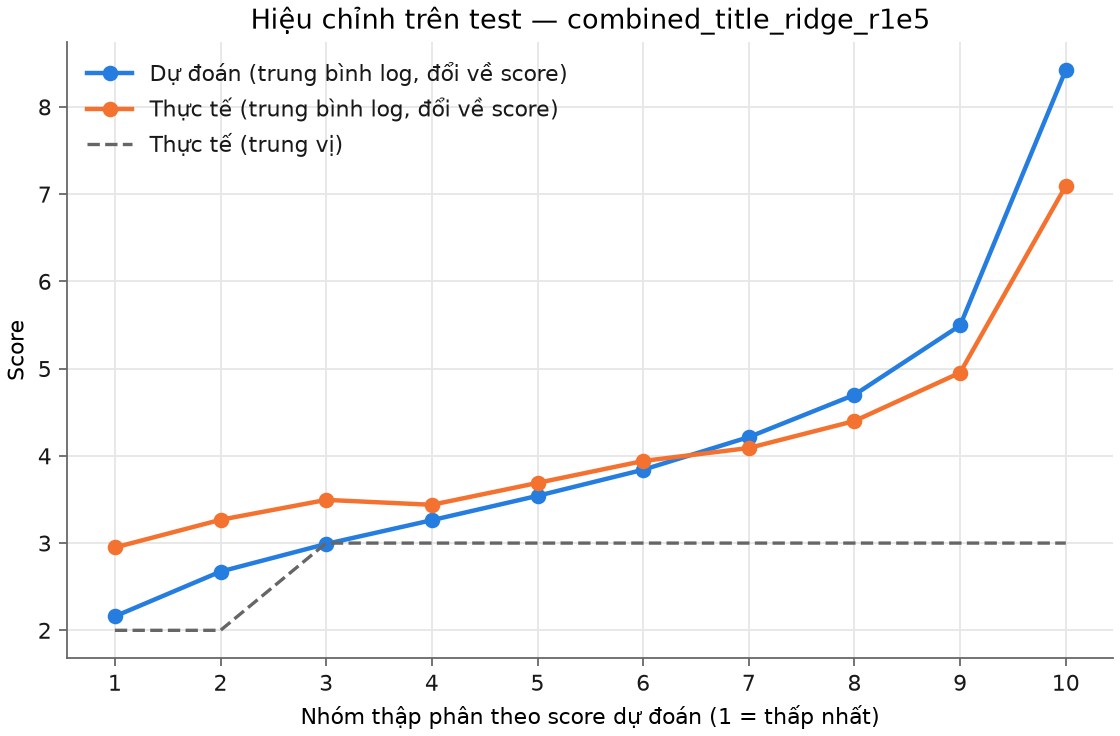 Hiệu chỉnh trên test — combined_title_ridge_r1e5
Dự đoán (trung bình log, đổi về score)
Thực tế (trung bình log, đổi về score)
Thực tế (trung vị)
Score
8
7
6
5
4
3
2
1 2 3 4 5 6 7 8 9 10
Nhóm thập phân theo score dự đoán (1 = thấp nhất)